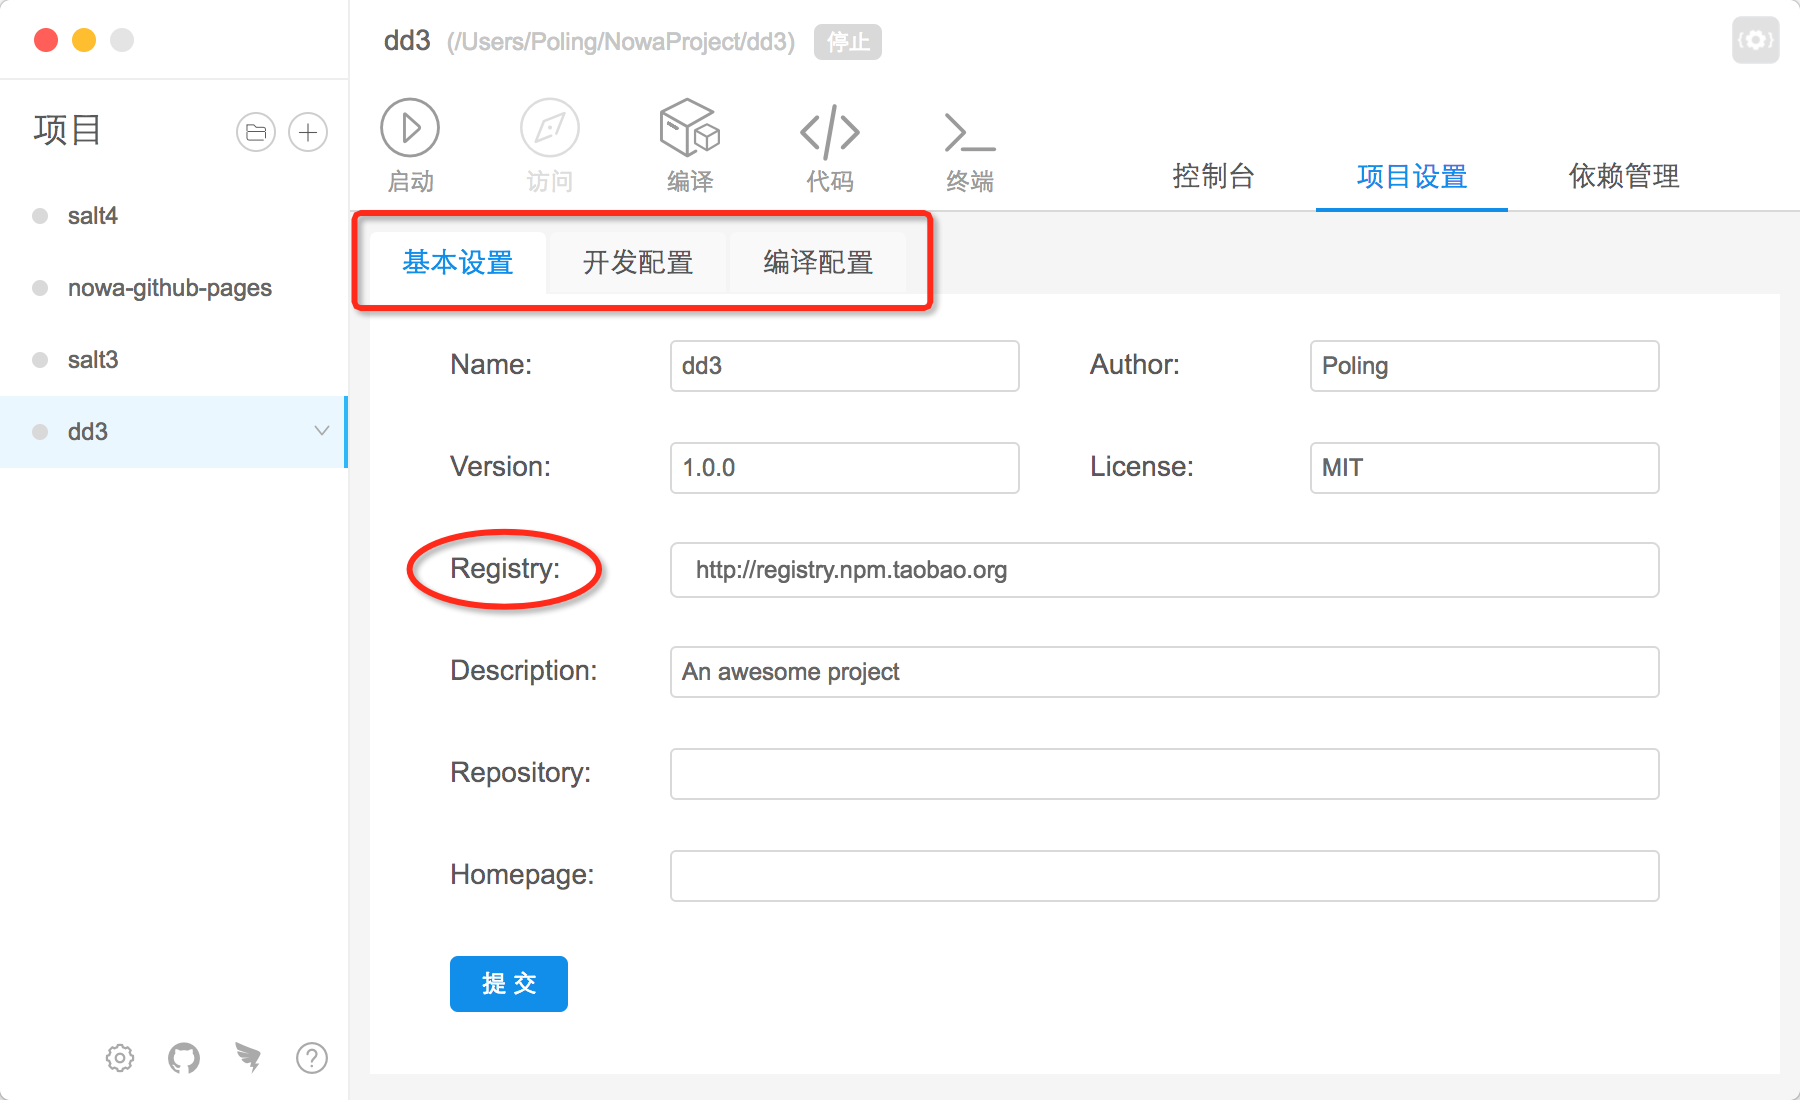 dd3 (/Users/Poling/NowaProject/dd3) 停止
项目
启动 访问 编译 代码 终端
控制台 项目设置 依赖管理
salt4
nowa-github-pages
salt3
dd3
基本设置 开发配置 编译配置
Name: dd3 Author: Poling
Version: 1.0.0 License: MIT
Registry: http://registry.npm.taobao.org
Description: An awesome project
Repository:
Homepage:
提 交